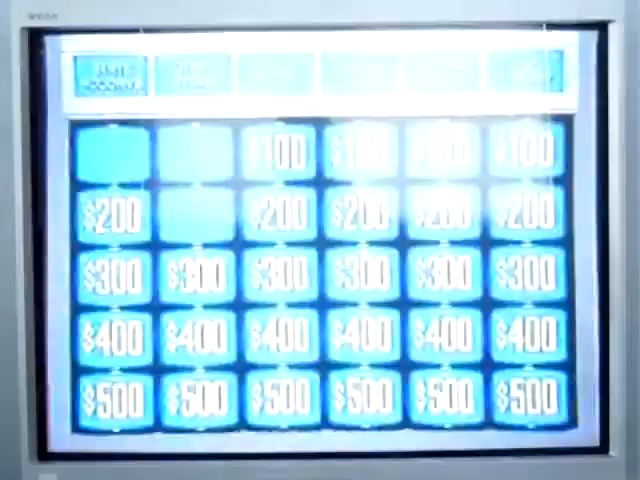 $100 $100 $100 $100
$200 $200 $200 $200 $200
$300 $300 $300 $300 $300 $300
$400 $400 $400 $400 $400 $400
$500 $500 $500 $500 $500 $500